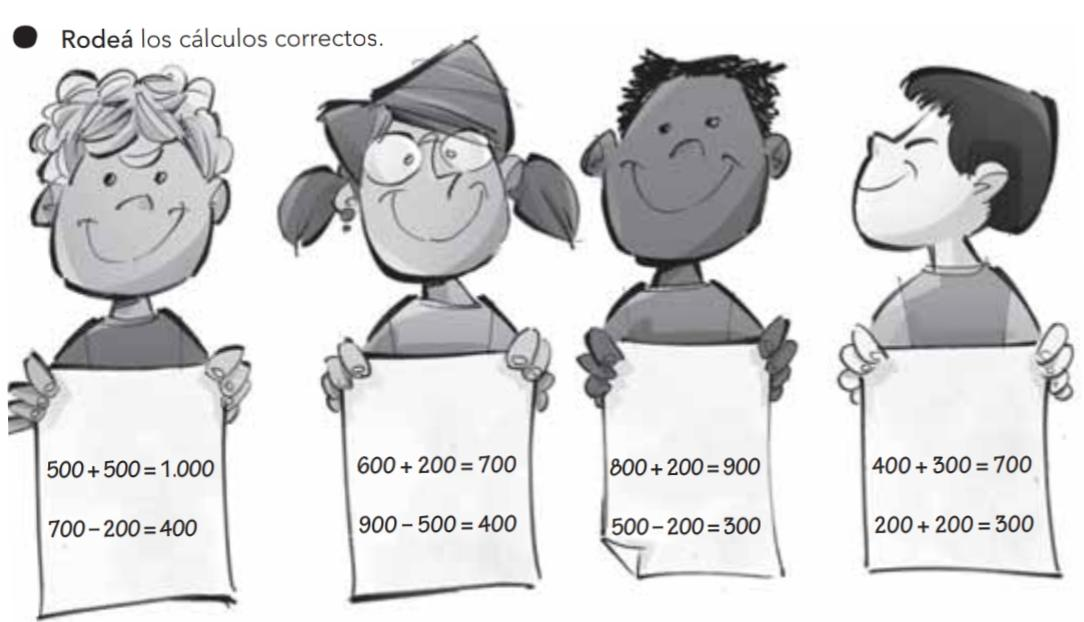 Rodeá los cálculos correctos.
500 + 500 = 1.000
700 – 200 = 400
600 + 200 = 700
900 – 500 = 400
800 + 200 = 900
500 – 200 = 300
400 + 300 = 700
200 + 200 = 300